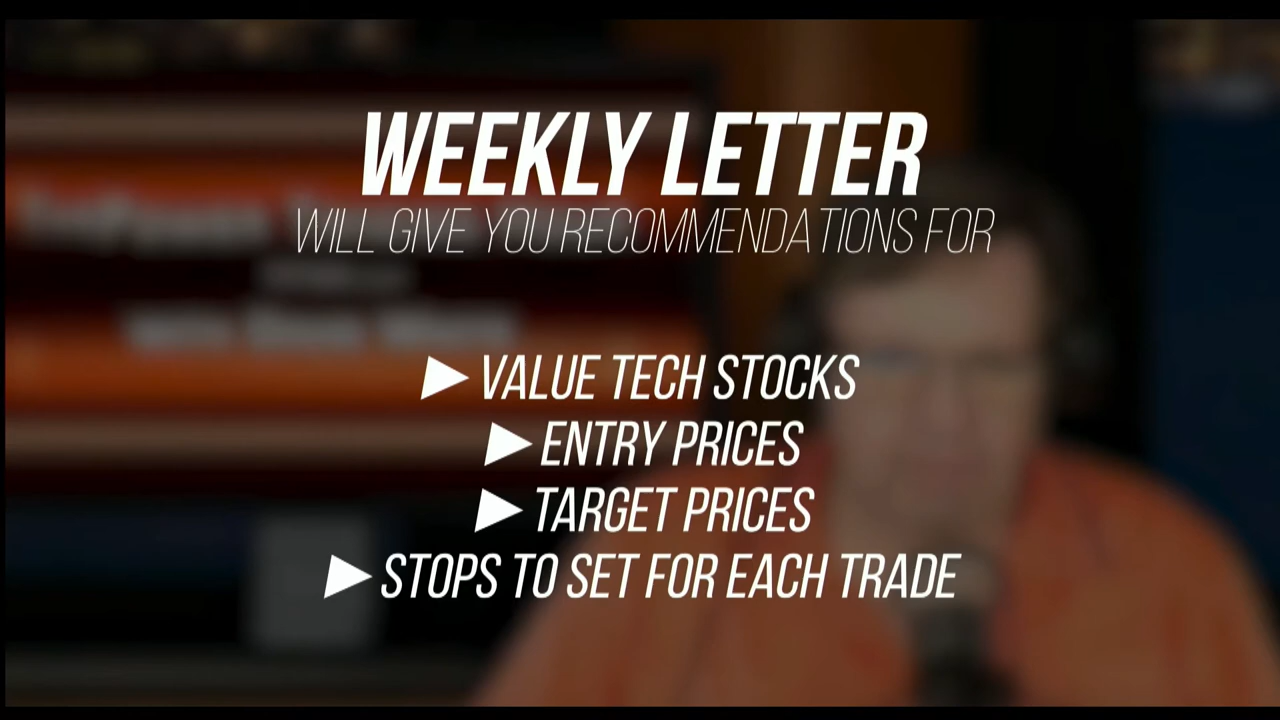 WEEKLY LETTER
WILL GIVE YOU RECOMMENDATIONS FOR
▶ VALUE TECH STOCKS
▶ ENTRY PRICES
▶ TARGET PRICES
▶ STOPS TO SET FOR EACH TRADE